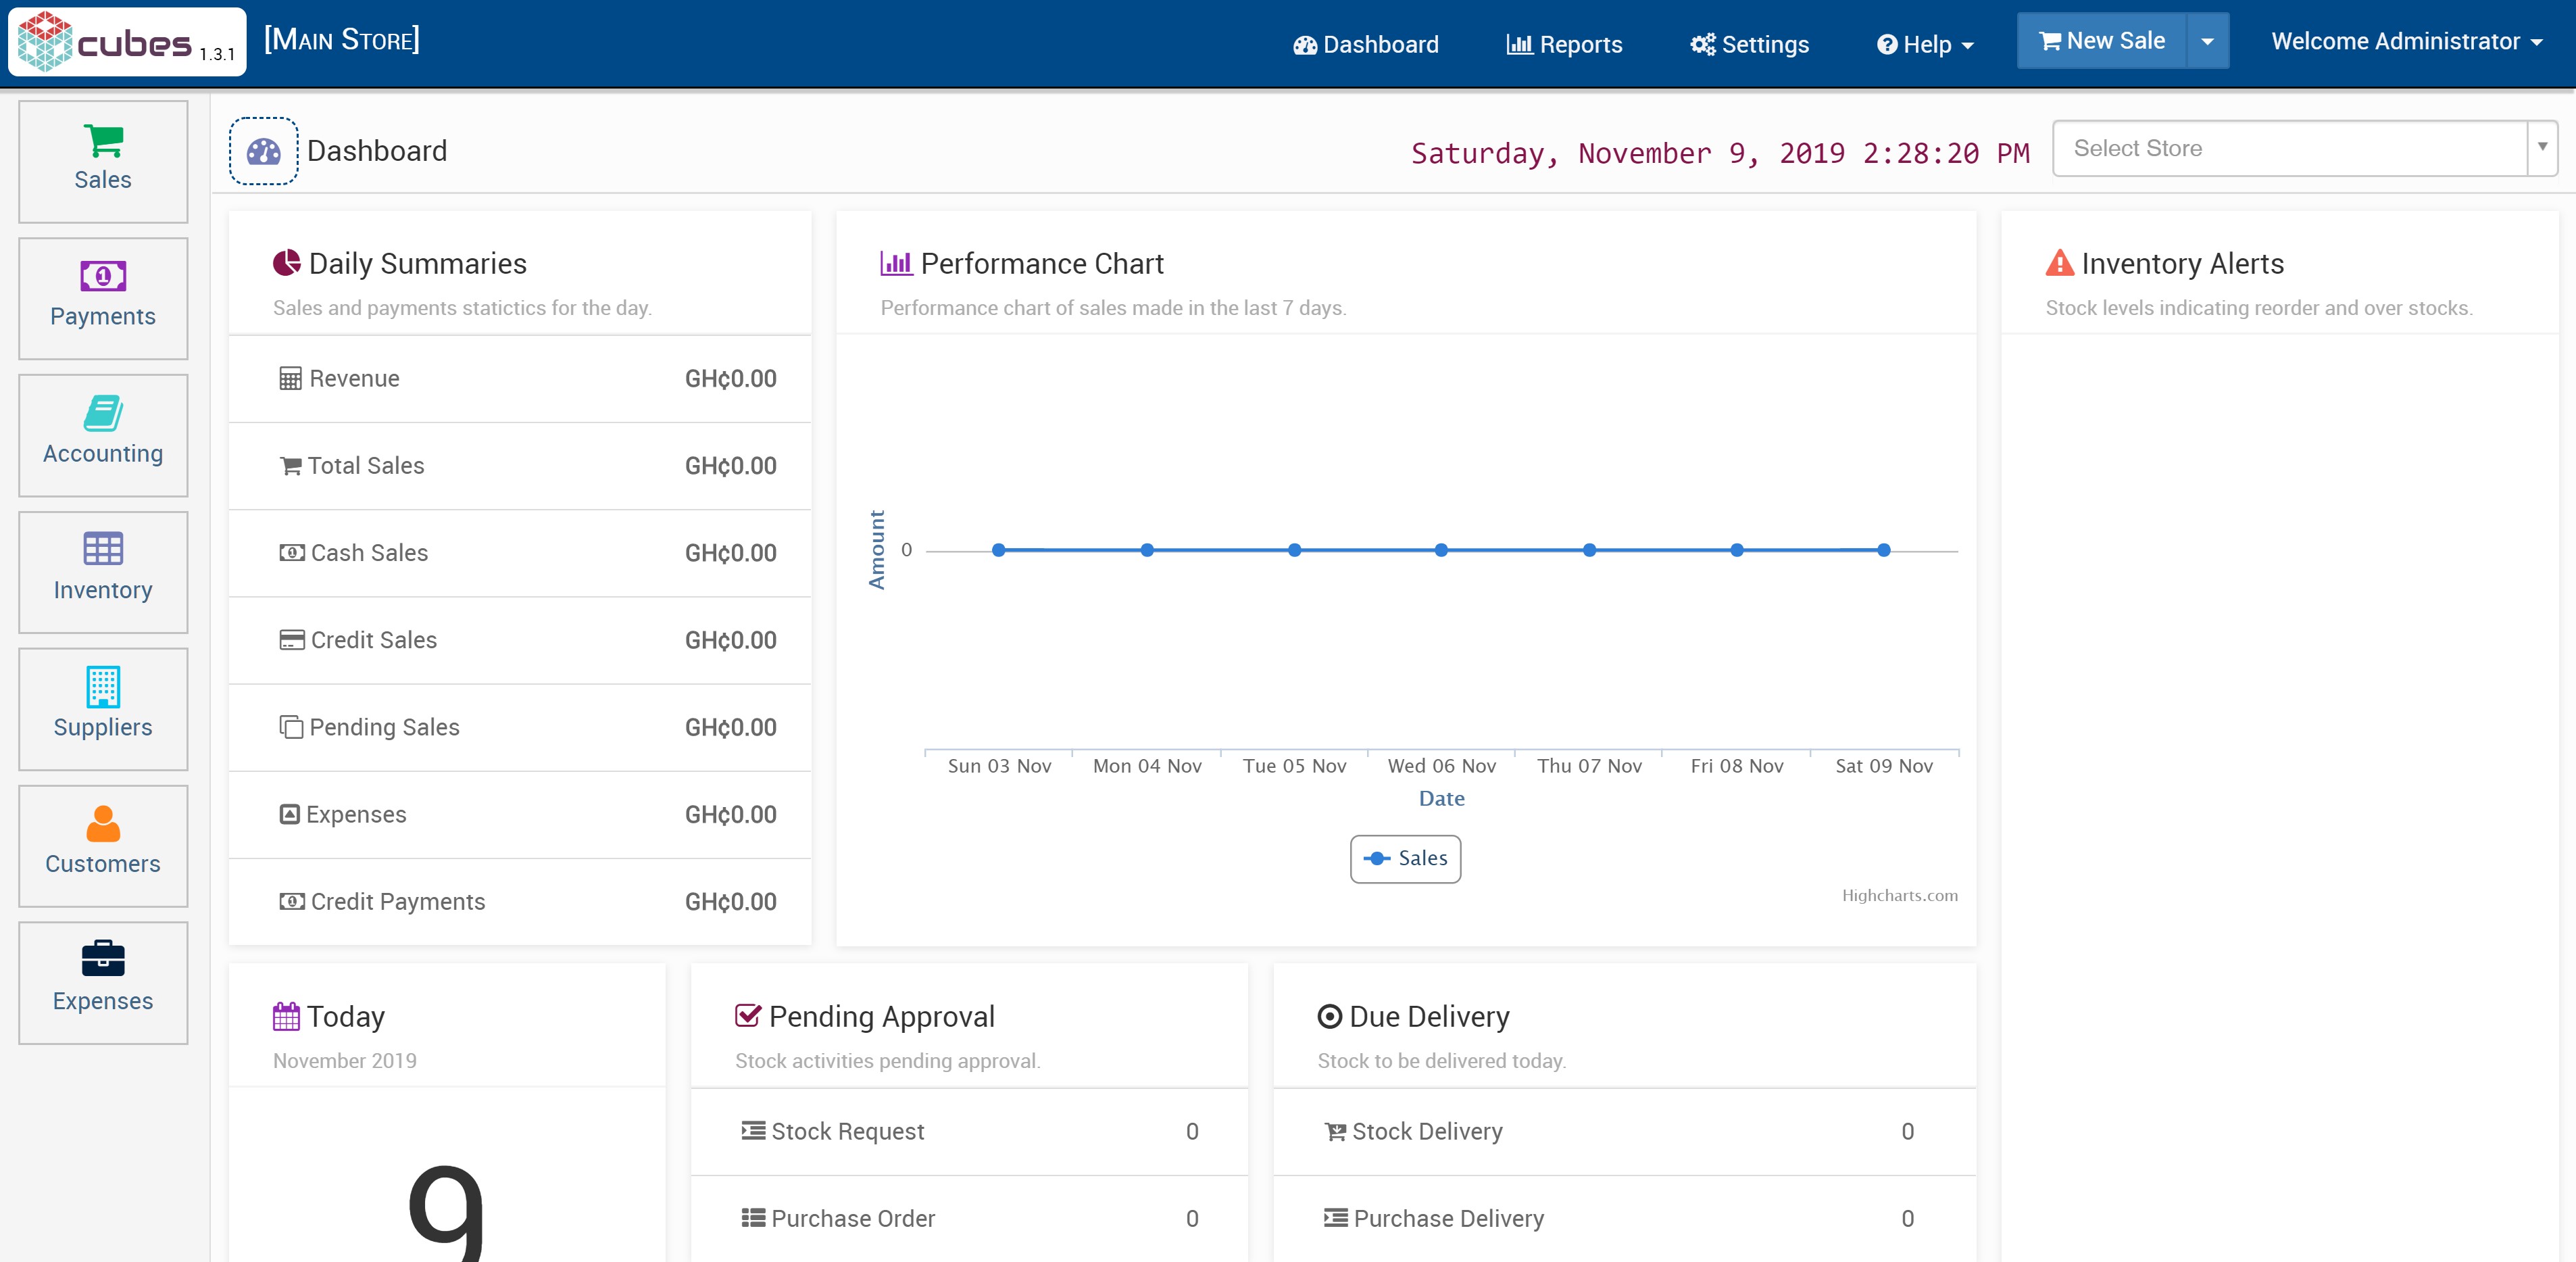 cubes 1.3.1
[Main Store]
Dashboard
Reports
Settings
Help
New Sale
Welcome Administrator
Sales
Payments
Accounting
Inventory
Suppliers
Customers
Expenses
Dashboard
Saturday, November 9, 2019 2:28:20 PM
Select Store
Daily Summaries
Sales and payments statictics for the day.
Revenue GH¢0.00
Total Sales GH¢0.00
Cash Sales GH¢0.00
Credit Sales GH¢0.00
Pending Sales GH¢0.00
Expenses GH¢0.00
Credit Payments GH¢0.00
Performance Chart
Performance chart of sales made in the last 7 days.
Amount
0
Sun 03 Nov Mon 04 Nov Tue 05 Nov Wed 06 Nov Thu 07 Nov Fri 08 Nov Sat 09 Nov
Date
Sales
Highcharts.com
Inventory Alerts
Stock levels indicating reorder and over stocks.
Today
November 2019
9
Pending Approval
Stock activities pending approval.
Stock Request 0
Purchase Order 0
Due Delivery
Stock to be delivered today.
Stock Delivery 0
Purchase Delivery 0